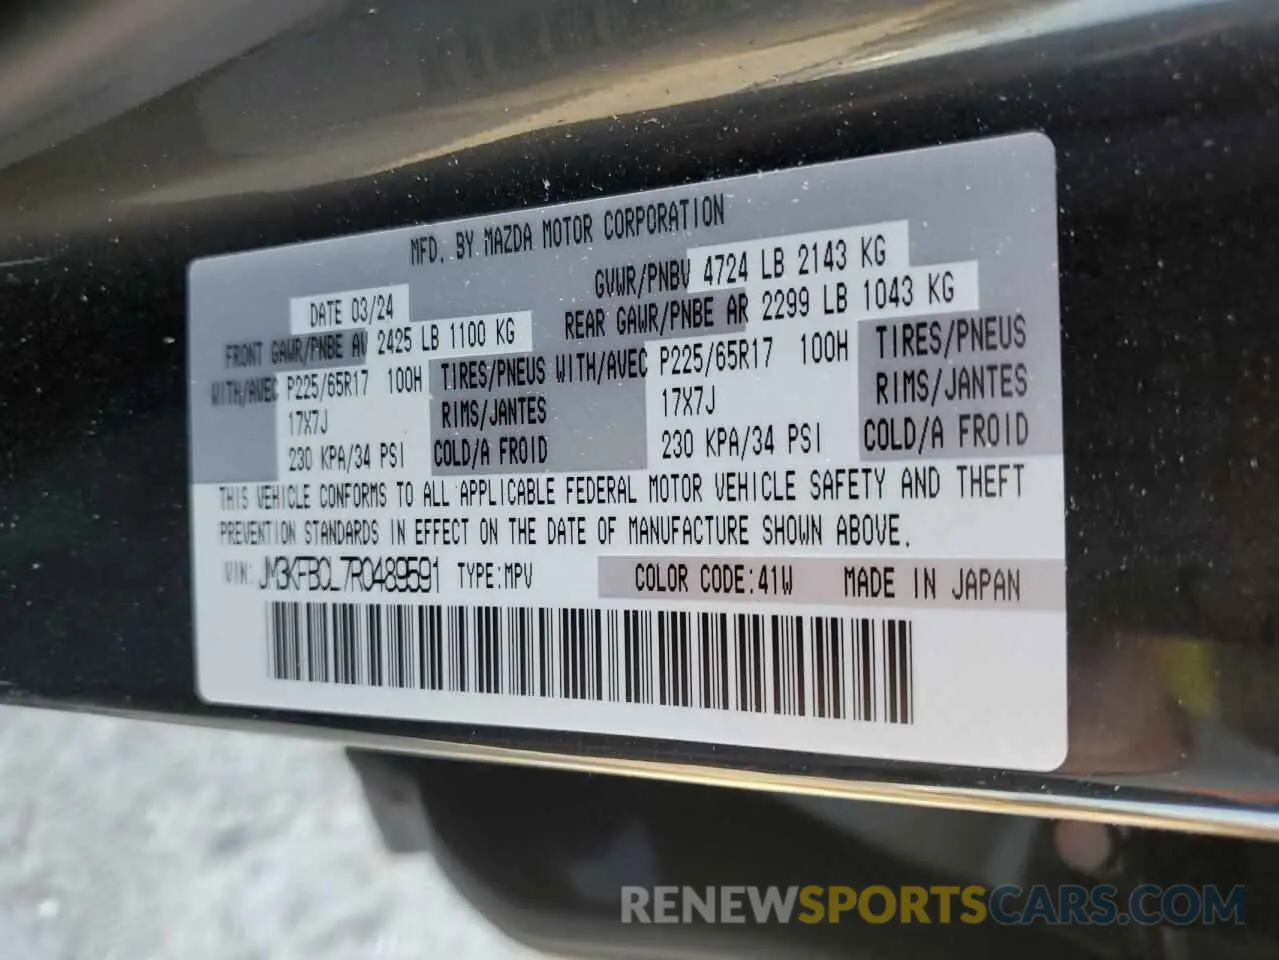 MFD. BY MAZDA MOTOR CORPORATION
DATE 03/24 GVWR/PNBV 4724 LB 2143 KG
FRONT GAWR/PNBE AV 2425 LB 1100 KG REAR GAWR/PNBE AR 2299 LB 1043 KG
WITH/AVEC P225/65R17 100H TIRES/PNEUS WITH/AVEC P225/65R17 100H TIRES/PNEUS
17X7J RIMS/JANTES 17X7J RIMS/JANTES
230 KPA/34 PSI COLD/A FROID 230 KPA/34 PSI COLD/A FROID
THIS VEHICLE CONFORMS TO ALL APPLICABLE FEDERAL MOTOR VEHICLE SAFETY AND THEFT
PREVENTION STANDARDS IN EFFECT ON THE DATE OF MANUFACTURE SHOWN ABOVE.
VIN: JM3KFBCL7R0489591 TYPE:MPV COLOR CODE:41W MADE IN JAPAN
RENEWSPORTSCARS.COM